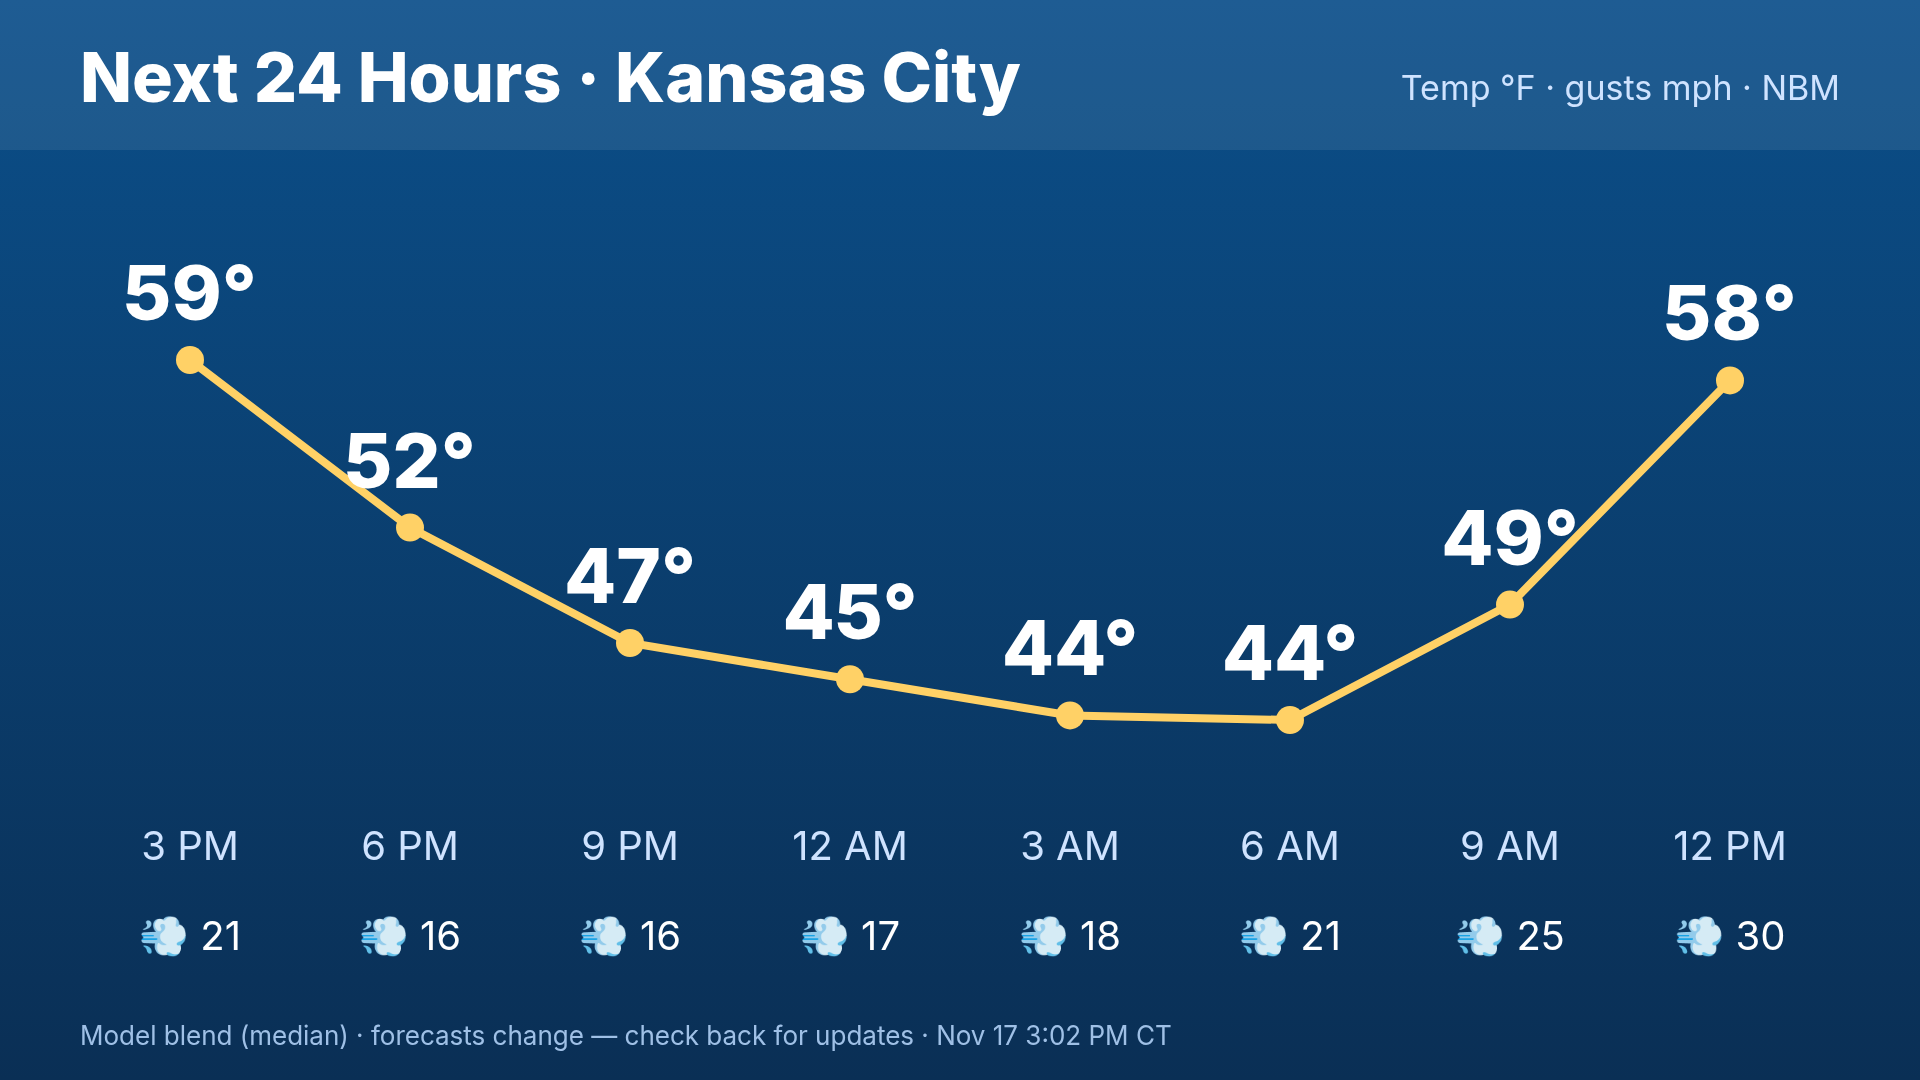 Next 24 Hours · Kansas City
Temp °F · gusts mph · NBM
59°
52°
47°
45°
44°
44°
49°
58°
3 PM
6 PM
9 PM
12 AM
3 AM
6 AM
9 AM
12 PM
💨 21
💨 16
💨 16
💨 17
💨 18
💨 21
💨 25
💨 30
Model blend (median) · forecasts change — check back for updates · Nov 17 3:02 PM CT